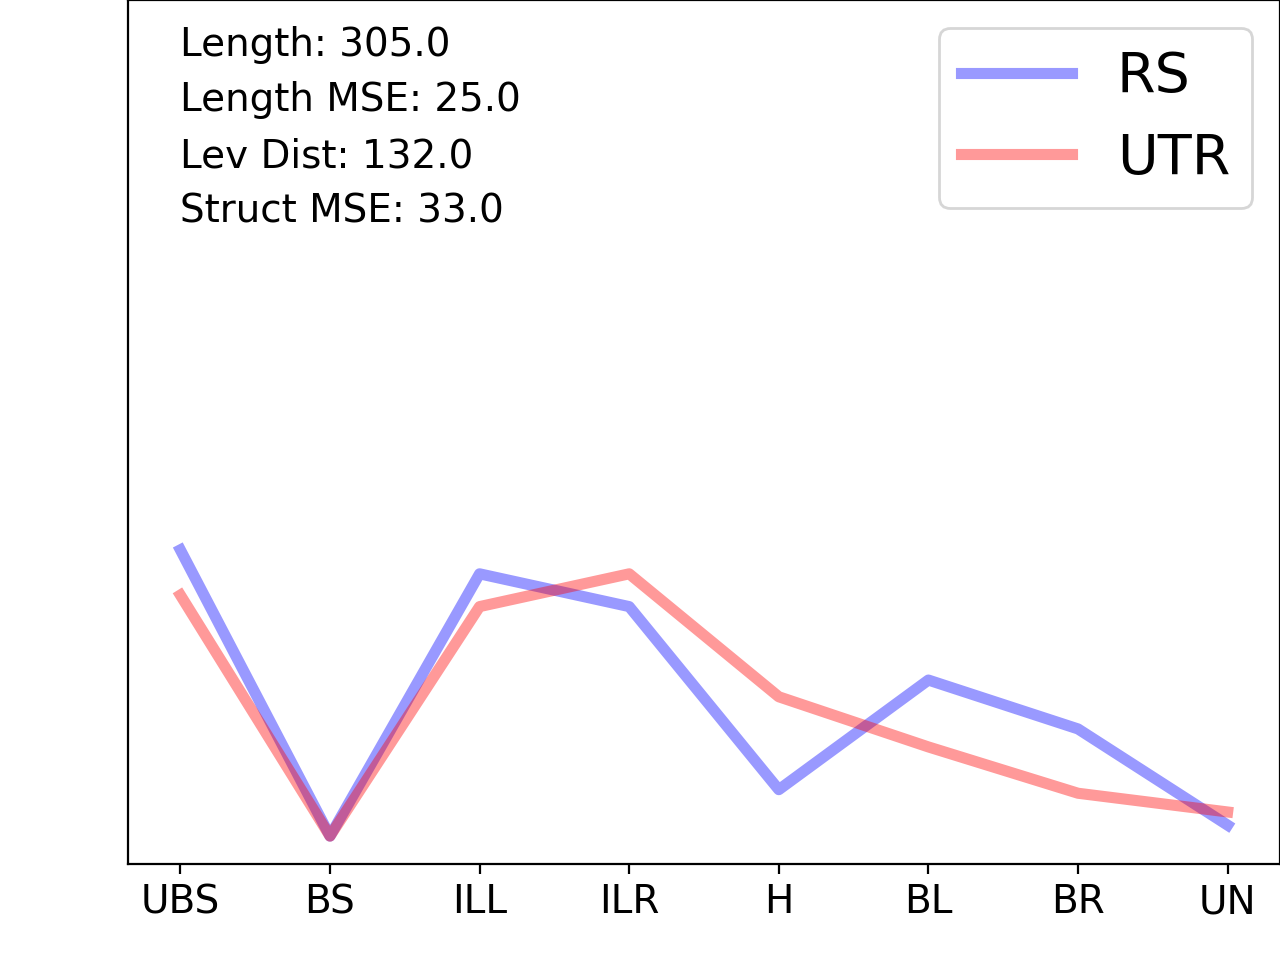 Length: 305.0
Length MSE: 25.0
Lev Dist: 132.0
Struct MSE: 33.0
RS
UTR
UBS BS ILL ILR H BL BR UN